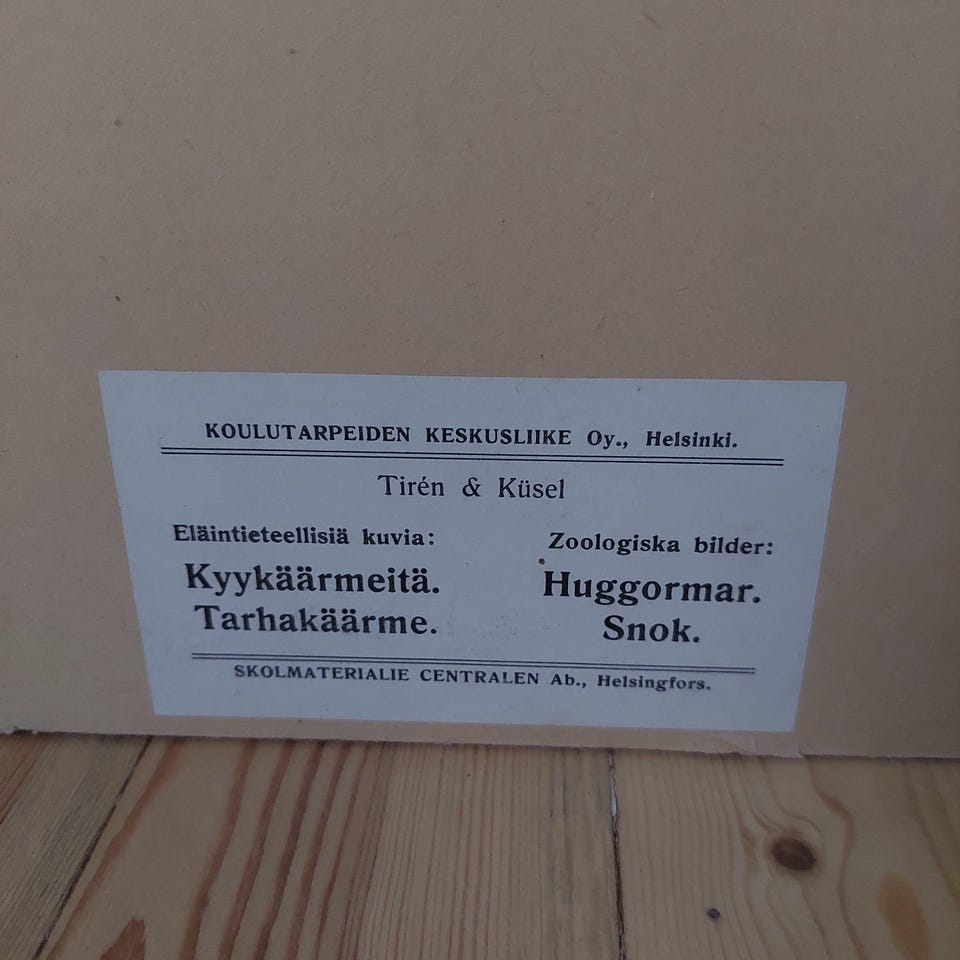 KOULUTARPEIDEN KESKUSLIIKE Oy., Helsinki.
Tirén & Küsel
Eläintieteellisiä kuvia:
Kyykäärmeitä.
Tarhakäärme.
Zoologiska bilder:
Huggormar.
Snok.
SKOLMATERIALIE CENTRALEN Ab., Helsingfors.